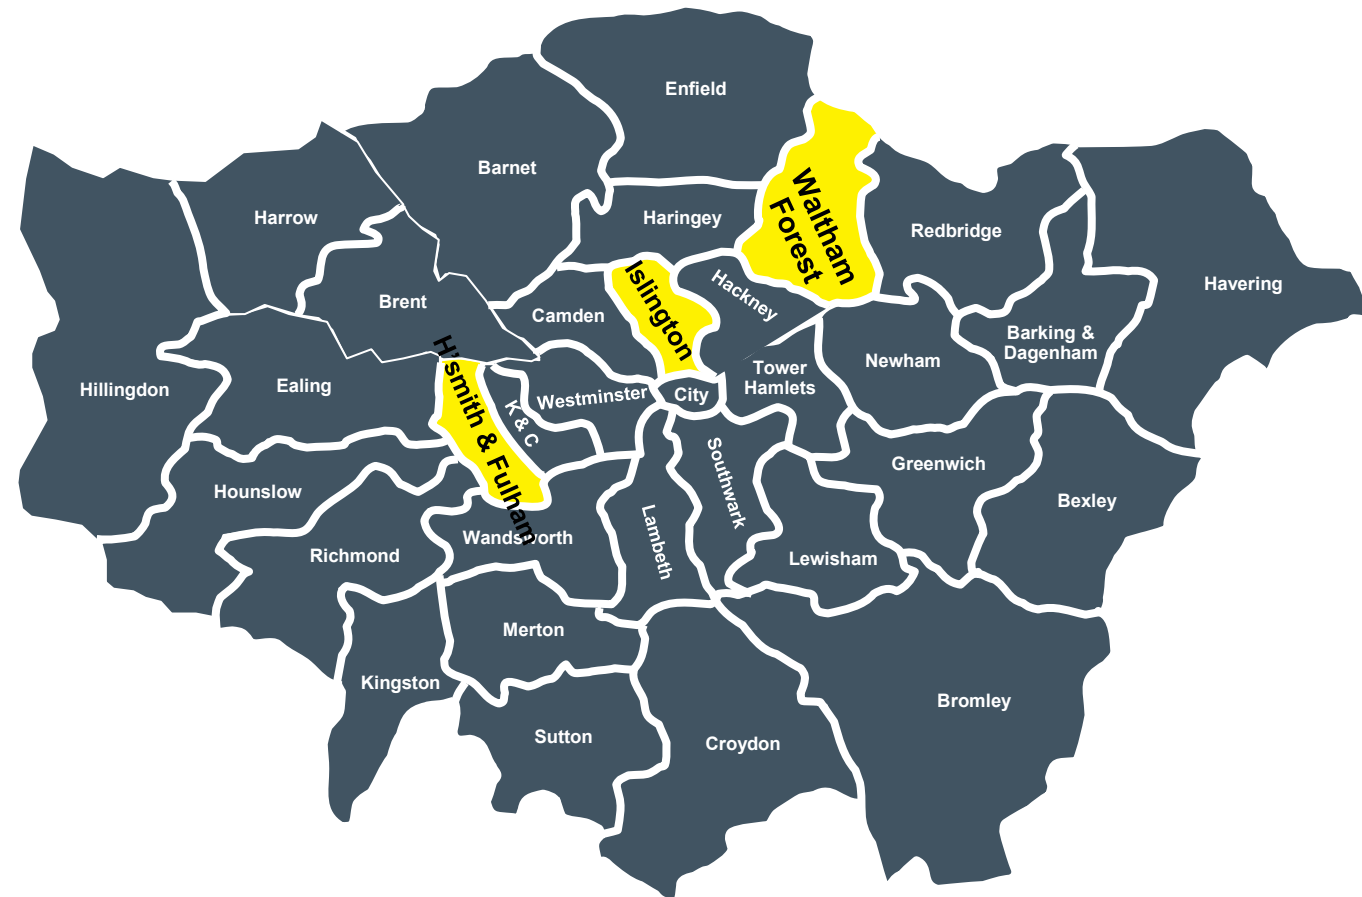 Enfield
Barnet
Waltham
Forest
Harrow
Haringey
Redbridge
Havering
Islington
Hackney
Brent
Camden
Barking &
Dagenham
Hillingdon
Ealing
H'smith & Fulham
K & C
Westminster
City
Tower
Hamlets
Newham
Greenwich
Hounslow
Southwark
Bexley
Richmond
Wandsworth
Lambeth
Lewisham
Merton
Kingston
Bromley
Sutton
Croydon